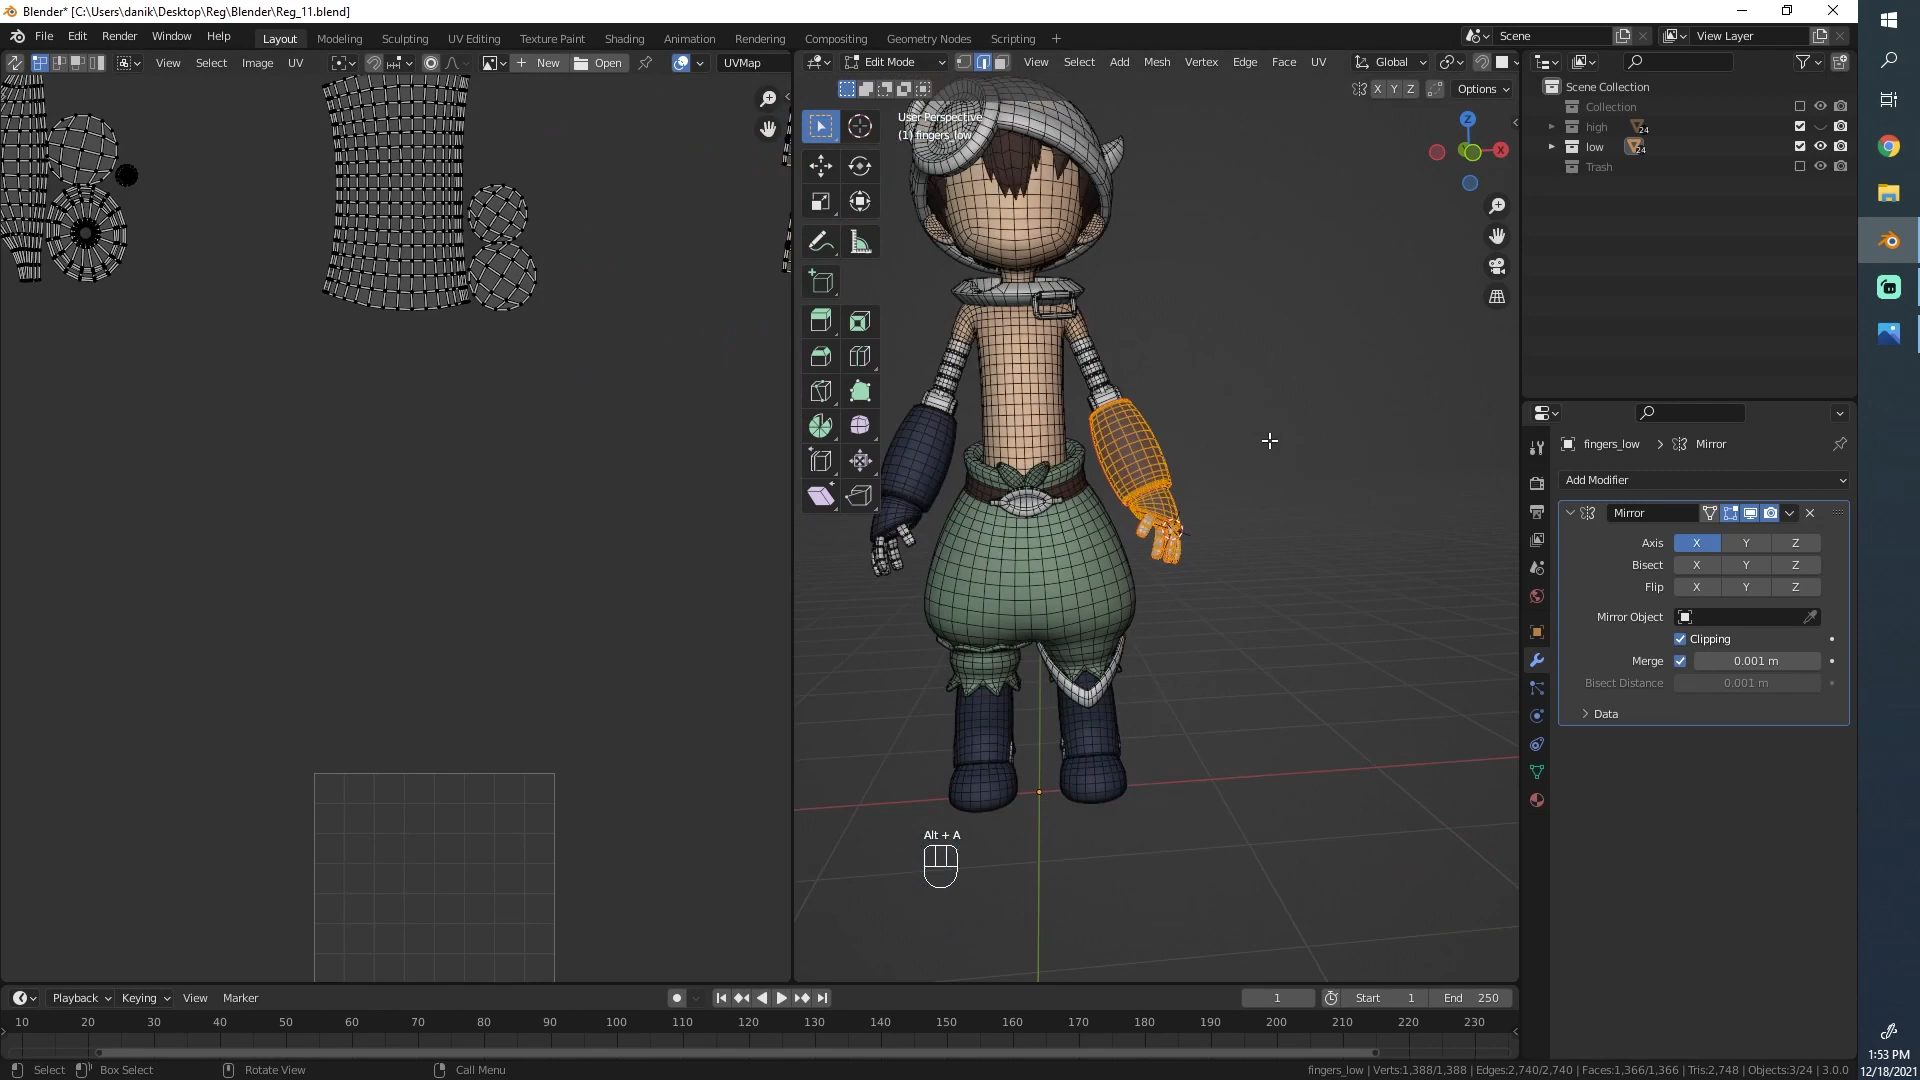 Blender* [C:\Users\danik\Desktop\Reg\Blender\Reg_11.blend]
File Edit Render Window Help Layout Modeling Sculpting UV Editing Texture Paint Shading Animation Rendering Compositing Geometry Nodes Scripting + Scene View Layer
View Select Image UV New Open UVMap Edit Mode View Select Add Mesh Vertex Edge Face UV Global
X Y Z Options
User Perspective
(1) fingers_low
Z
X
Scene Collection
Collection
high 24
low 24
Trash
fingers_low > Mirror
Add Modifier
Mirror
Axis X Y Z
Bisect X Y Z
Flip X Y Z
Mirror Object
Clipping
Merge 0.001 m
Bisect Distance 0.001 m
Data
Alt + A
Playback Keying View Marker 1 Start 1 End 250
10 20 30 40 50 60 70 80 90 100 110 120 130 140 150 160 170 180 190 200 210 220 230
Select Box Select Rotate View Call Menu fingers_low | Verts:1,388/1,388 | Edges:2,740/2,740 | Faces:1,366/1,366 | Tris:2,748 | Objects:3/24 | 3.0.0
1:53 PM
12/18/2021